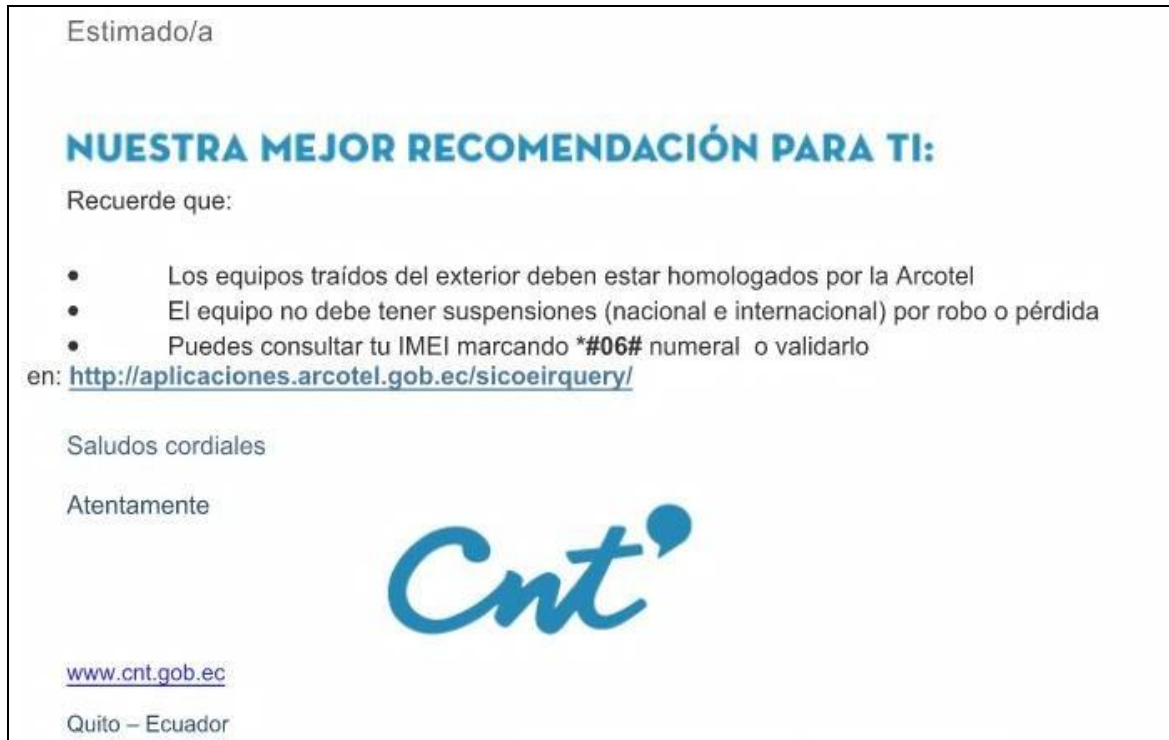 Estimado/a
NUESTRA MEJOR RECOMENDACIÓN PARA TI:
Recuerde que:
• Los equipos traídos del exterior deben estar homologados por la Arcotel
• El equipo no debe tener suspensiones (nacional e internacional) por robo o pérdida
• Puedes consultar tu IMEI marcando *#06# numeral o validarlo
en: http://aplicaciones.arcotel.gob.ec/sicoeirquery/
Saludos cordiales
Atentamente
Cnt
www.cnt.gob.ec
Quito – Ecuador